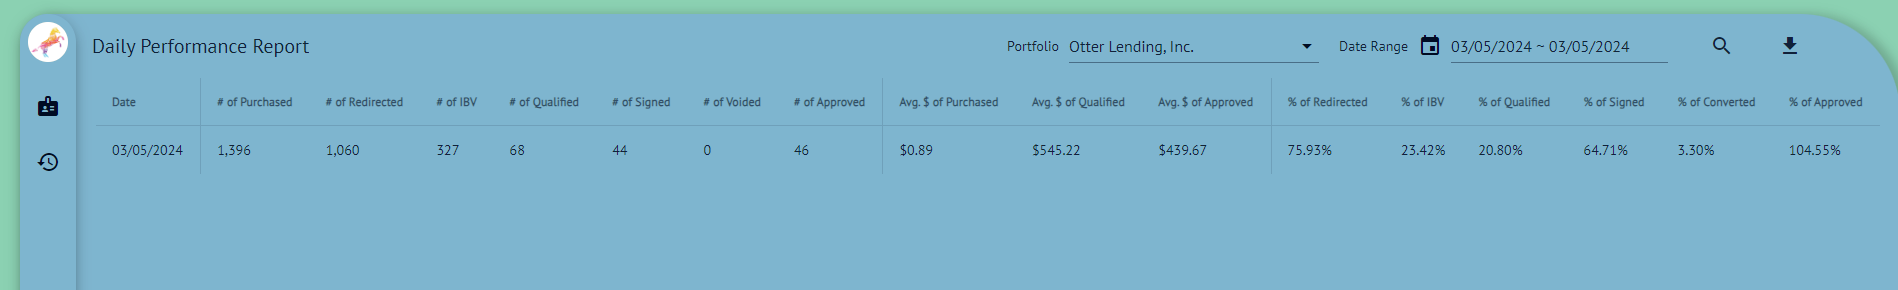 Daily Performance Report Portfolio Otter Lending, Inc. Date Range 03/05/2024 ~ 03/05/2024
Date # of Purchased # of Redirected # of IBV # of Qualified # of Signed # of Voided # of Approved Avg. $ of Purchased Avg. $ of Qualified Avg. $ of Approved % of Redirected % of IBV % of Qualified % of Signed % of Converted % of Approved
03/05/2024 1,396 1,060 327 68 44 0 46 $0.89 $545.22 $439.67 75.93% 23.42% 20.80% 64.71% 3.30% 104.55%